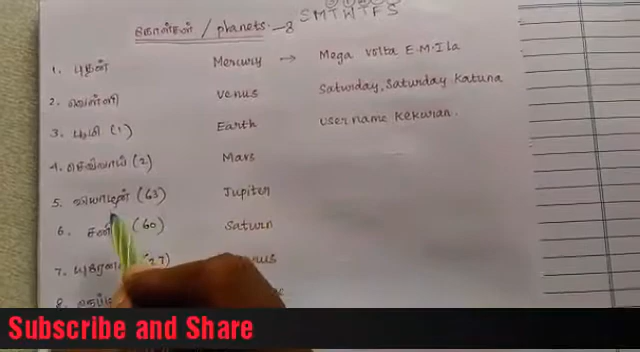 S M T W T F S
கோள்கள் / planets - 8
1. புதன் Mercury → Mega Volta E.M.I la
2. வெள்ளி Venus Saturday, Saturday Katuna
3. பூமி (1) Earth user name Kekuran.
4. செவ்வாய் (2) Mars
5. வியாழன் (63) Jupiter
6. சனி (60) Saturn
7. (27)
8.
Subscribe and Share